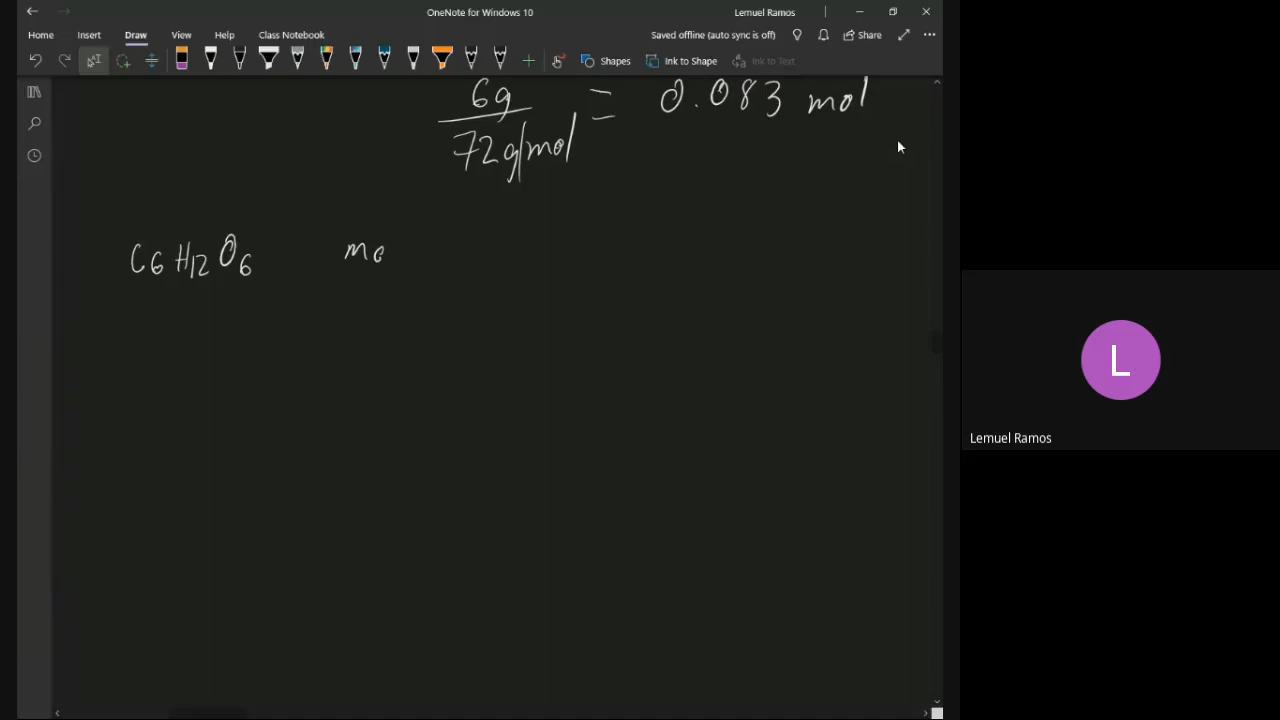 OneNote for Windows 10
Lemuel Ramos
Home Insert Draw View Help Class Notebook
Saved offline (auto sync is off)
Share
Shapes
Ink to Shape
Ink to Text
6g
= 0.083 mol
72g/mol
C6H12O6 mo
L
Lemuel Ramos